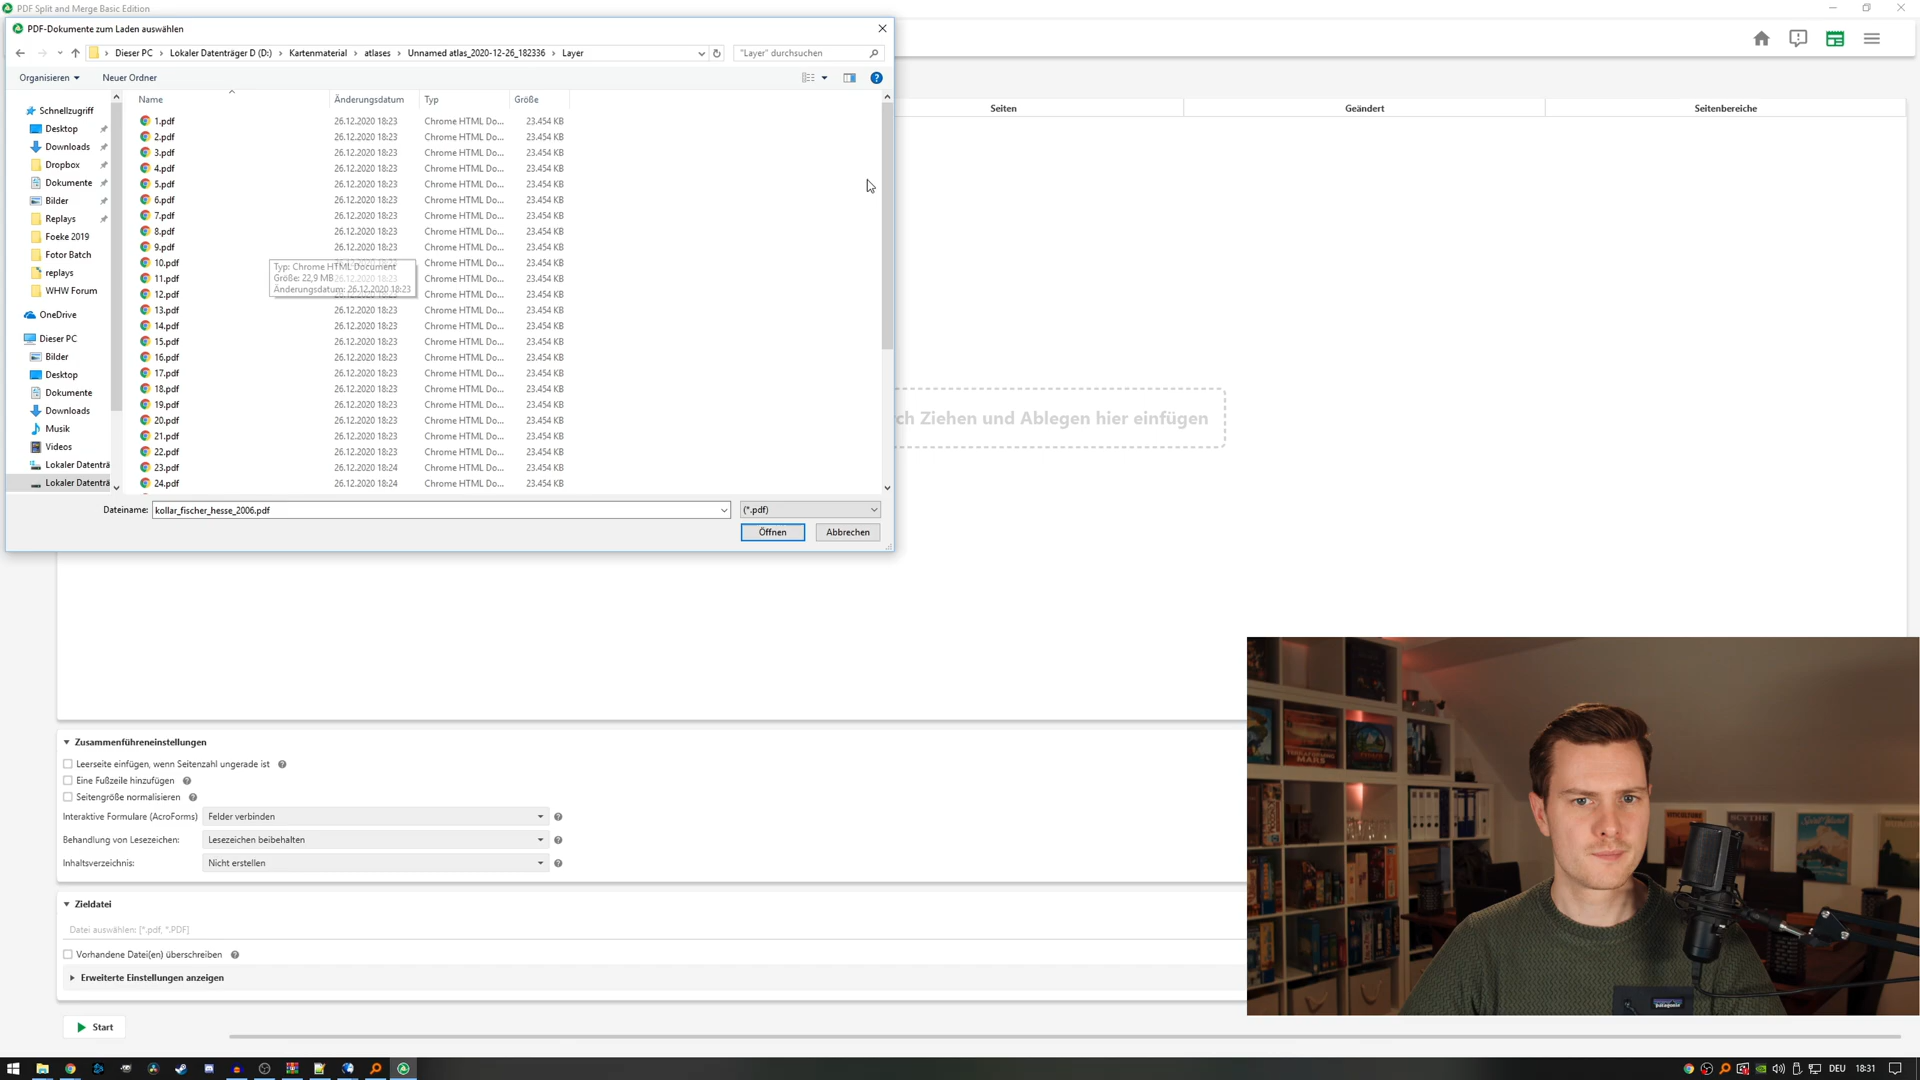 PDF Split and Merge Basic Edition
PDF-Dokumente zum Laden auswählen
Dieser PC > Lokaler Datenträger (D:) > Kartenmaterial > atlases > Unnamed atlas_2020-12-26_182336 > Layer
"Layer" durchsuchen
Organisieren
Neuer Ordner
Name Änderungsdatum Typ Größe
Schnellzugriff
Desktop
Downloads
Dropbox
Dokumente
Bilder
Replays
Foeke 2019
Fotor Batch
replays
WHW Forum
OneDrive
Dieser PC
Bilder
Desktop
Dokumente
Downloads
Musik
Videos
Lokaler Datenträ
Lokaler Datenträ
1.pdf 26.12.2020 18:23 Chrome HTML Do... 23.454 KB
2.pdf 26.12.2020 18:23 Chrome HTML Do... 23.454 KB
3.pdf 26.12.2020 18:23 Chrome HTML Do... 23.454 KB
4.pdf 26.12.2020 18:23 Chrome HTML Do... 23.454 KB
5.pdf 26.12.2020 18:23 Chrome HTML Do... 23.454 KB
6.pdf 26.12.2020 18:23 Chrome HTML Do... 23.454 KB
7.pdf 26.12.2020 18:23 Chrome HTML Do... 23.454 KB
8.pdf 26.12.2020 18:23 Chrome HTML Do... 23.454 KB
9.pdf 26.12.2020 18:23 Chrome HTML Do... 23.454 KB
10.pdf Chrome HTML Do... 23.454 KB
11.pdf Chrome HTML Do... 23.454 KB
12.pdf Chrome HTML Do... 23.454 KB
Typ: Chrome HTML Document
Größe: 22,9 MB
Änderungsdatum: 26.12.2020 18:23
13.pdf 26.12.2020 18:23 Chrome HTML Do... 23.454 KB
14.pdf 26.12.2020 18:23 Chrome HTML Do... 23.454 KB
15.pdf 26.12.2020 18:23 Chrome HTML Do... 23.454 KB
16.pdf 26.12.2020 18:23 Chrome HTML Do... 23.454 KB
17.pdf 26.12.2020 18:23 Chrome HTML Do... 23.454 KB
18.pdf 26.12.2020 18:23 Chrome HTML Do... 23.454 KB
19.pdf 26.12.2020 18:23 Chrome HTML Do... 23.454 KB
20.pdf 26.12.2020 18:23 Chrome HTML Do... 23.454 KB
21.pdf 26.12.2020 18:23 Chrome HTML Do... 23.454 KB
22.pdf 26.12.2020 18:23 Chrome HTML Do... 23.454 KB
23.pdf 26.12.2020 18:24 Chrome HTML Do... 23.454 KB
24.pdf 26.12.2020 18:24 Chrome HTML Do... 23.454 KB
Dateiname: kollar_fischer_hesse_2006.pdf (*.pdf)
Öffnen Abbrechen
Seiten Geändert Seitenbereiche
ch Ziehen und Ablegen hier einfügen
Zusammenführeneinstellungen
Leerseite einfügen, wenn Seitenzahl ungerade ist
Eine Fußzeile hinzufügen
Seitengröße normalisieren
Interaktive Formulare (AcroForms) Felder verbinden
Behandlung von Lesezeichen: Lesezeichen beibehalten
Inhaltsverzeichnis: Nicht erstellen
Zieldatei
Datei auswählen: [*.pdf, *.PDF]
Vorhandene Datei(en) überschreiben
Erweiterte Einstellungen anzeigen
Start
TERRAFORMING
MARS
VITICULTURE
SCYTHE
Spirit Island
patagonia
DEU 18:31